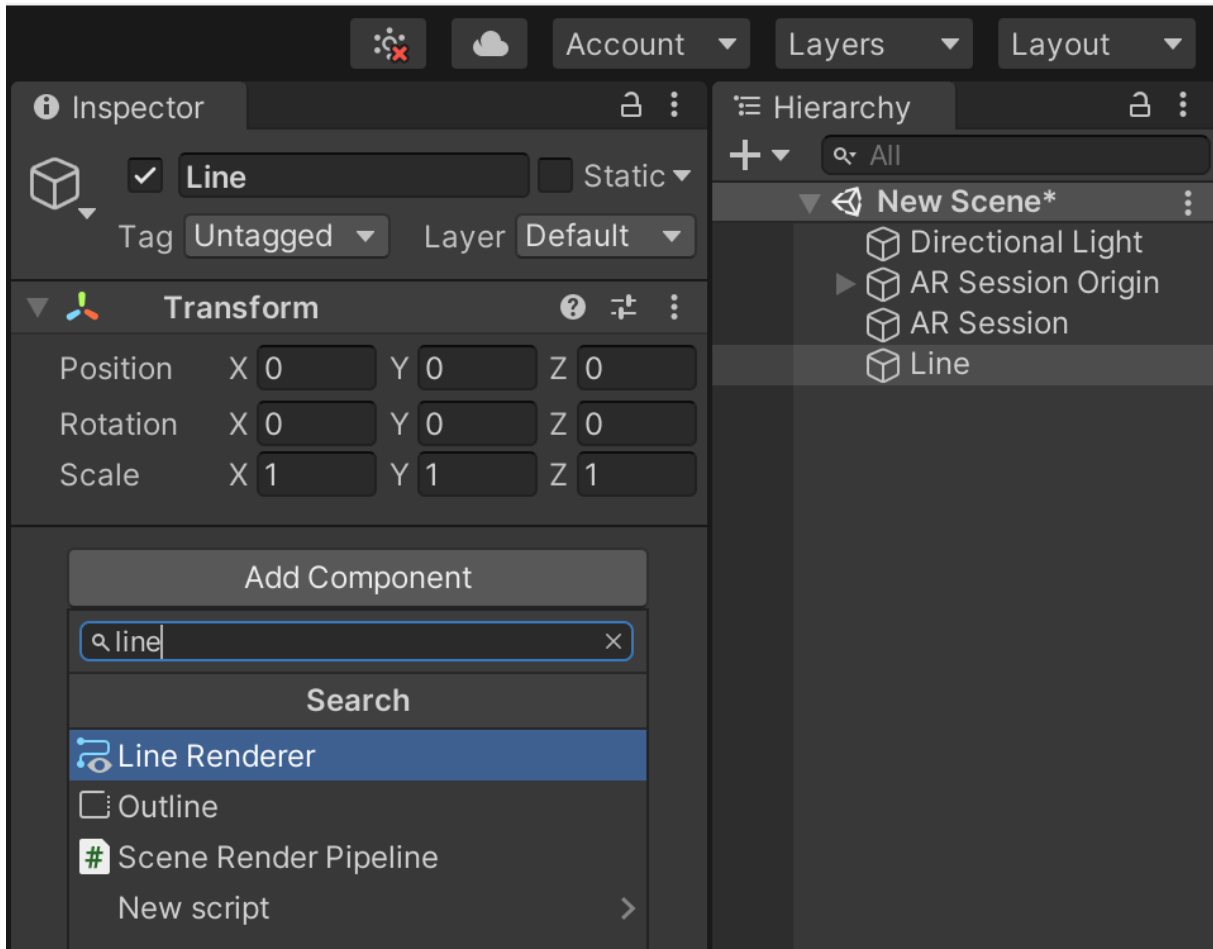 Account Layers Layout
Inspector
Line Static
Tag Untagged Layer Default
Transform
Position X 0 Y 0 Z 0
Rotation X 0 Y 0 Z 0
Scale X 1 Y 1 Z 1
Add Component
line
Search
Line Renderer
Outline
# Scene Render Pipeline
New script
Hierarchy
All
New Scene*
Directional Light
AR Session Origin
AR Session
Line